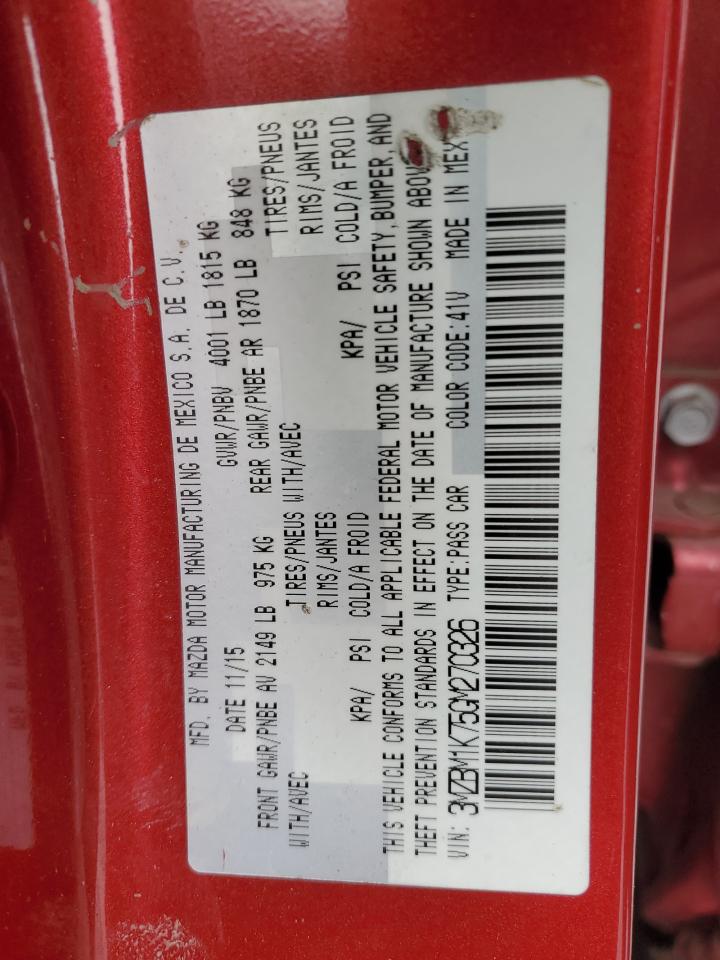 MFD. BY MAZDA MOTOR MANUFACTURING DE MEXICO S.A. DE C.V.
DATE 11/15 GVWR/PNBV 4001 LB 1815 KG
FRONT GAWR/PNBE AV 2149 LB 975 KG REAR GAWR/PNBE AR 1870 LB 848 KG
WITH/AVEC TIRES/PNEUS WITH/AVEC TIRES/PNEUS
RIMS/JANTES RIMS/JANTES
KPA/ PSI COLD/A FROID KPA/ PSI COLD/A FROID
THIS VEHICLE CONFORMS TO ALL APPLICABLE FEDERAL MOTOR VEHICLE SAFETY, BUMPER, AND
THEFT PREVENTION STANDARDS IN EFFECT ON THE DATE OF MANUFACTURE SHOWN ABOV
VIN: 3MZBM1K75GM270326 TYPE:PASS CAR COLOR CODE:41V MADE IN MEX